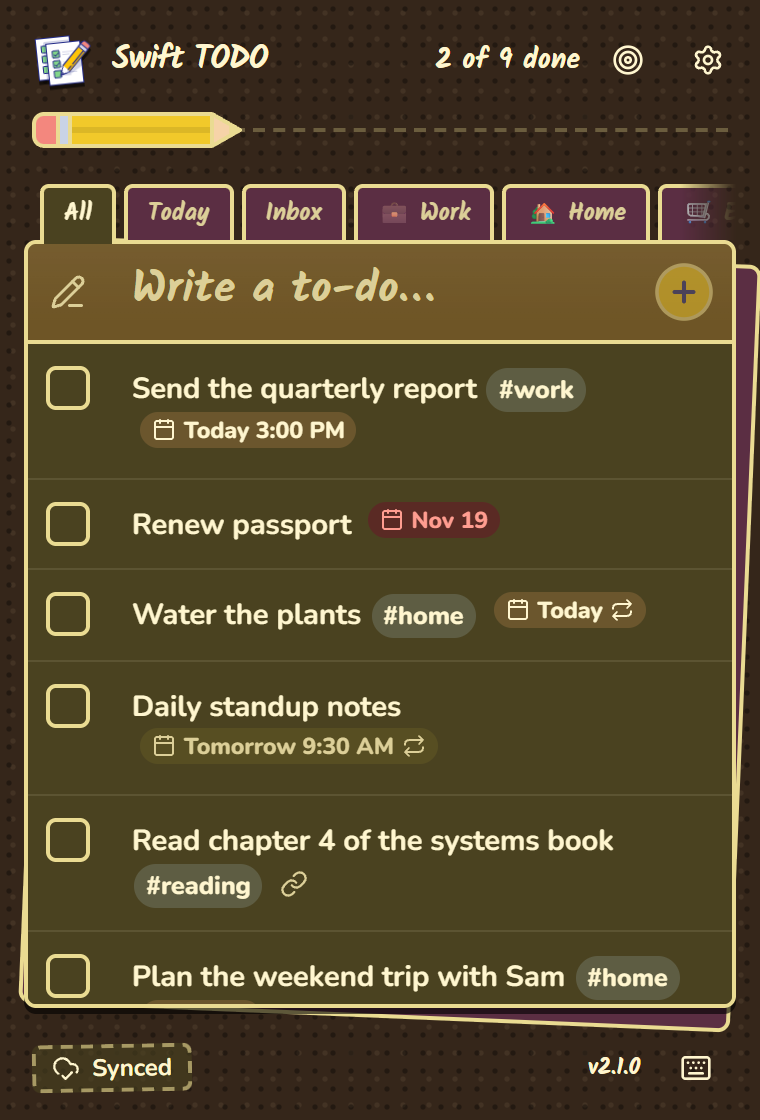 Swift TODO
2 of 9 done
All Today Inbox Work Home
Write a to-do...
Send the quarterly report #work
Today 3:00 PM
Renew passport Nov 19
Water the plants #home Today
Daily standup notes
Tomorrow 9:30 AM
Read chapter 4 of the systems book
#reading
Plan the weekend trip with Sam #home
Synced
v2.1.0